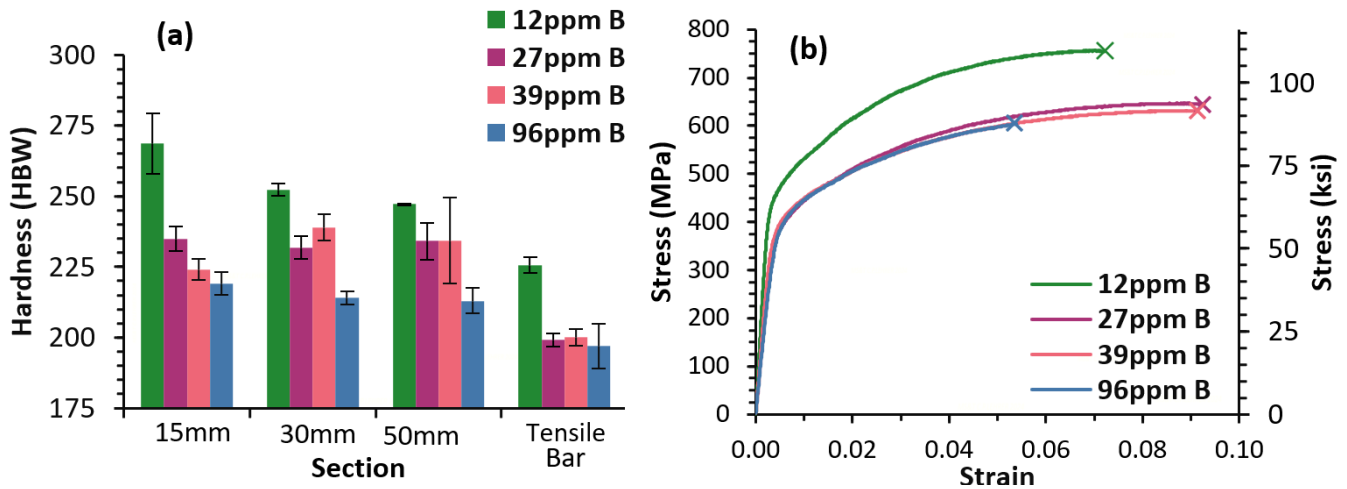 (a)
12ppm B
27ppm B
39ppm B
96ppm B
Hardness (HBW)
300
275
250
225
200
175
15mm
30mm
50mm
Tensile
Bar
Section
(b)
Stress (MPa)
800
700
600
500
400
300
200
100
0
0.00
0.02
0.04
0.06
0.08
0.10
Strain
100
75
50
25
0
Stress (ksi)
12ppm B
27ppm B
39ppm B
96ppm B